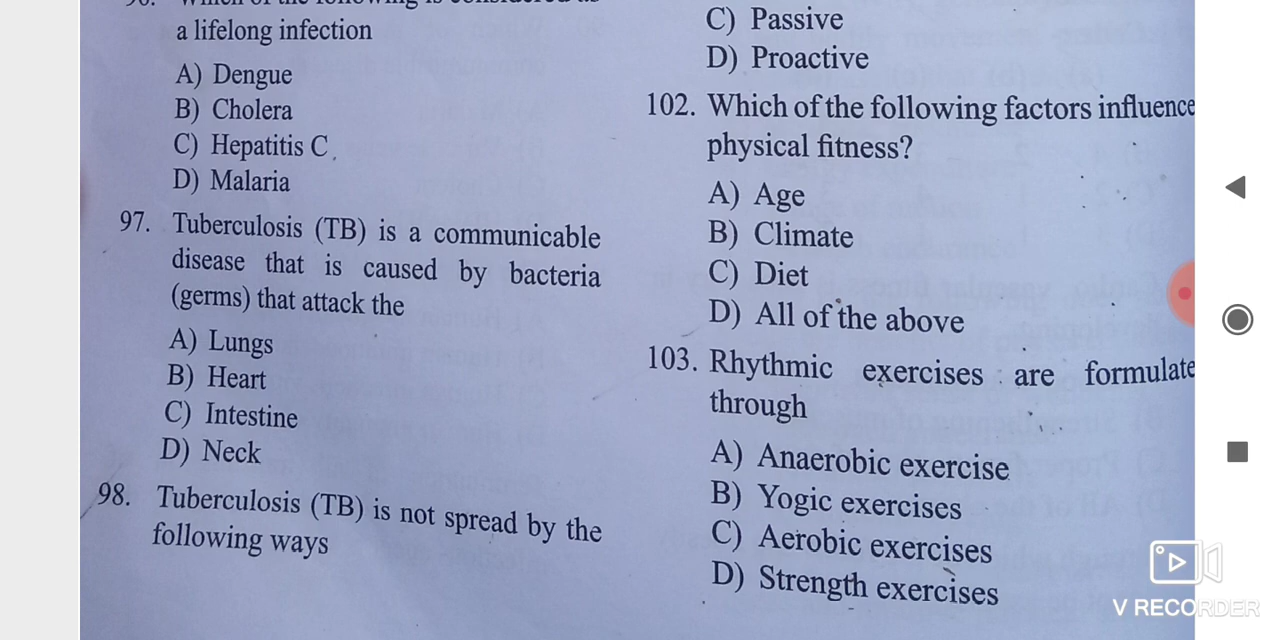 a lifelong infection
A) Dengue
B) Cholera
C) Hepatitis C
D) Malaria
97. Tuberculosis (TB) is a communicable
disease that is caused by bacteria
(germs) that attack the
A) Lungs
B) Heart
C) Intestine
D) Neck
98. Tuberculosis (TB) is not spread by the
following ways
C) Passive
D) Proactive
102. Which of the following factors influence
physical fitness?
A) Age
B) Climate
C) Diet
D) All of the above
103. Rhythmic exercises are formulate
through
A) Anaerobic exercise
B) Yogic exercises
C) Aerobic exercises
D) Strength exercises
V RECORDER